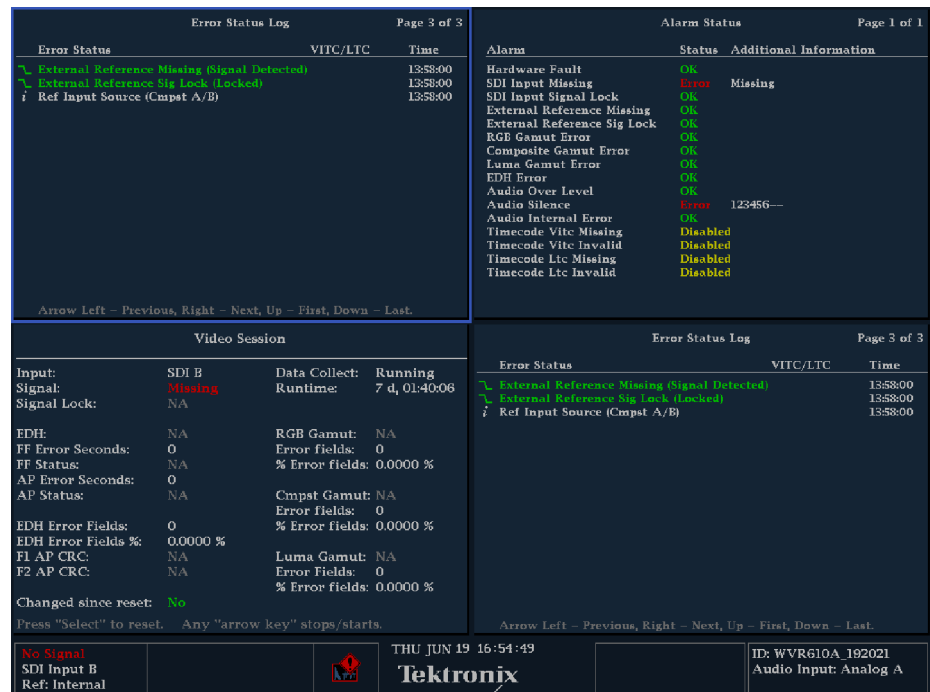 Error Status Log Page 3 of 3
Error Status VITC/LTC Time
External Reference Missing (Signal Detected) 13:58:00
External Reference Sig Lock (Locked) 13:58:00
i Ref Input Source (Cmpst A/B) 13:58:00
Arrow Left – Previous, Right – Next, Up – First, Down – Last.
Alarm Status Page 1 of 1
Alarm Status Additional Information
Hardware Fault OK
SDI Input Missing Error Missing
SDI Input Signal Lock OK
External Reference Missing OK
External Reference Sig Lock OK
RGB Gamut Error OK
Composite Gamut Error OK
Luma Gamut Error OK
EDH Error OK
Audio Over Level OK
Audio Silence Error 123456--
Audio Internal Error OK
Timecode Vitc Missing Disabled
Timecode Vitc Invalid Disabled
Timecode Ltc Missing Disabled
Timecode Ltc Invalid Disabled
Video Session
Input: SDI B Data Collect: Running
Signal: Missing Runtime: 7 d, 01:40:06
Signal Lock: NA
EDH: NA RGB Gamut: NA
FF Error Seconds: 0 Error fields: 0
FF Status: NA % Error fields: 0.0000 %
AP Error Seconds: 0
AP Status: NA Cmpst Gamut: NA
Error fields: 0
EDH Error Fields: 0 % Error fields: 0.0000 %
EDH Error Fields %: 0.0000 %
F1 AP CRC: NA Luma Gamut: NA
F2 AP CRC: NA Error Fields: 0
% Error fields: 0.0000 %
Changed since reset: No
Press "Select" to reset. Any "arrow key" stops/starts.
Error Status Log Page 3 of 3
Error Status VITC/LTC Time
External Reference Missing (Signal Detected) 13:58:00
External Reference Sig Lock (Locked) 13:58:00
i Ref Input Source (Cmpst A/B) 13:58:00
Arrow Left – Previous, Right – Next, Up – First, Down – Last.
No Signal
SDI Input B
Ref: Internal
THU JUN 19 16:54:49
Tektronix
ID: WVR610A_192021
Audio Input: Analog A